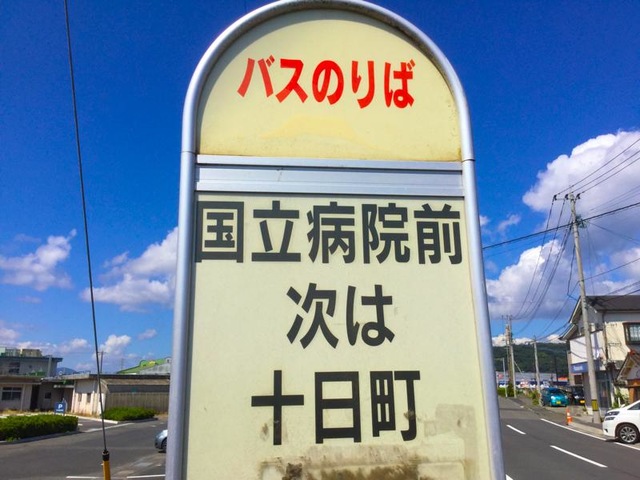 バスのりば
国立病院前
次は
十日町